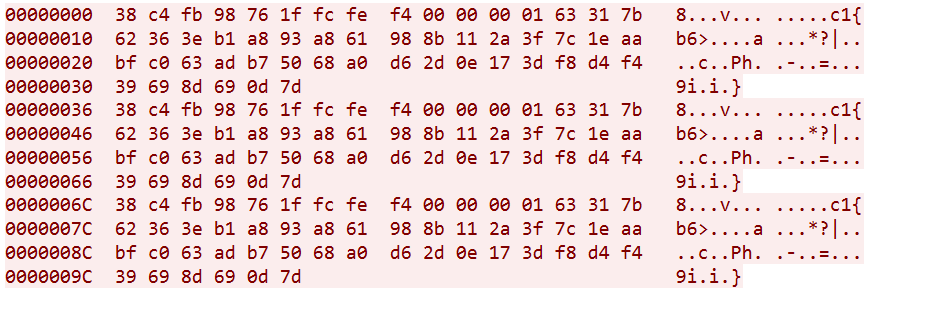 00000000  38 c4 fb 98 76 1f fc fe  f4 00 00 00 01 63 31 7b   8...v... .....c1{
00000010  62 36 3e b1 a8 93 a8 61  98 8b 11 2a 3f 7c 1e aa   b6>....a ...*?|..
00000020  bf c0 63 ad b7 50 68 a0  d6 2d 0e 17 3d f8 d4 f4   ..c..Ph. .-..=...
00000030  39 69 8d 69 0d 7d                                  9i.i.}
00000036  38 c4 fb 98 76 1f fc fe  f4 00 00 00 01 63 31 7b   8...v... .....c1{
00000046  62 36 3e b1 a8 93 a8 61  98 8b 11 2a 3f 7c 1e aa   b6>....a ...*?|..
00000056  bf c0 63 ad b7 50 68 a0  d6 2d 0e 17 3d f8 d4 f4   ..c..Ph. .-..=...
00000066  39 69 8d 69 0d 7d                                  9i.i.}
0000006C  38 c4 fb 98 76 1f fc fe  f4 00 00 00 01 63 31 7b   8...v... .....c1{
0000007C  62 36 3e b1 a8 93 a8 61  98 8b 11 2a 3f 7c 1e aa   b6>....a ...*?|..
0000008C  bf c0 63 ad b7 50 68 a0  d6 2d 0e 17 3d f8 d4 f4   ..c..Ph. .-..=...
0000009C  39 69 8d 69 0d 7d                                  9i.i.}